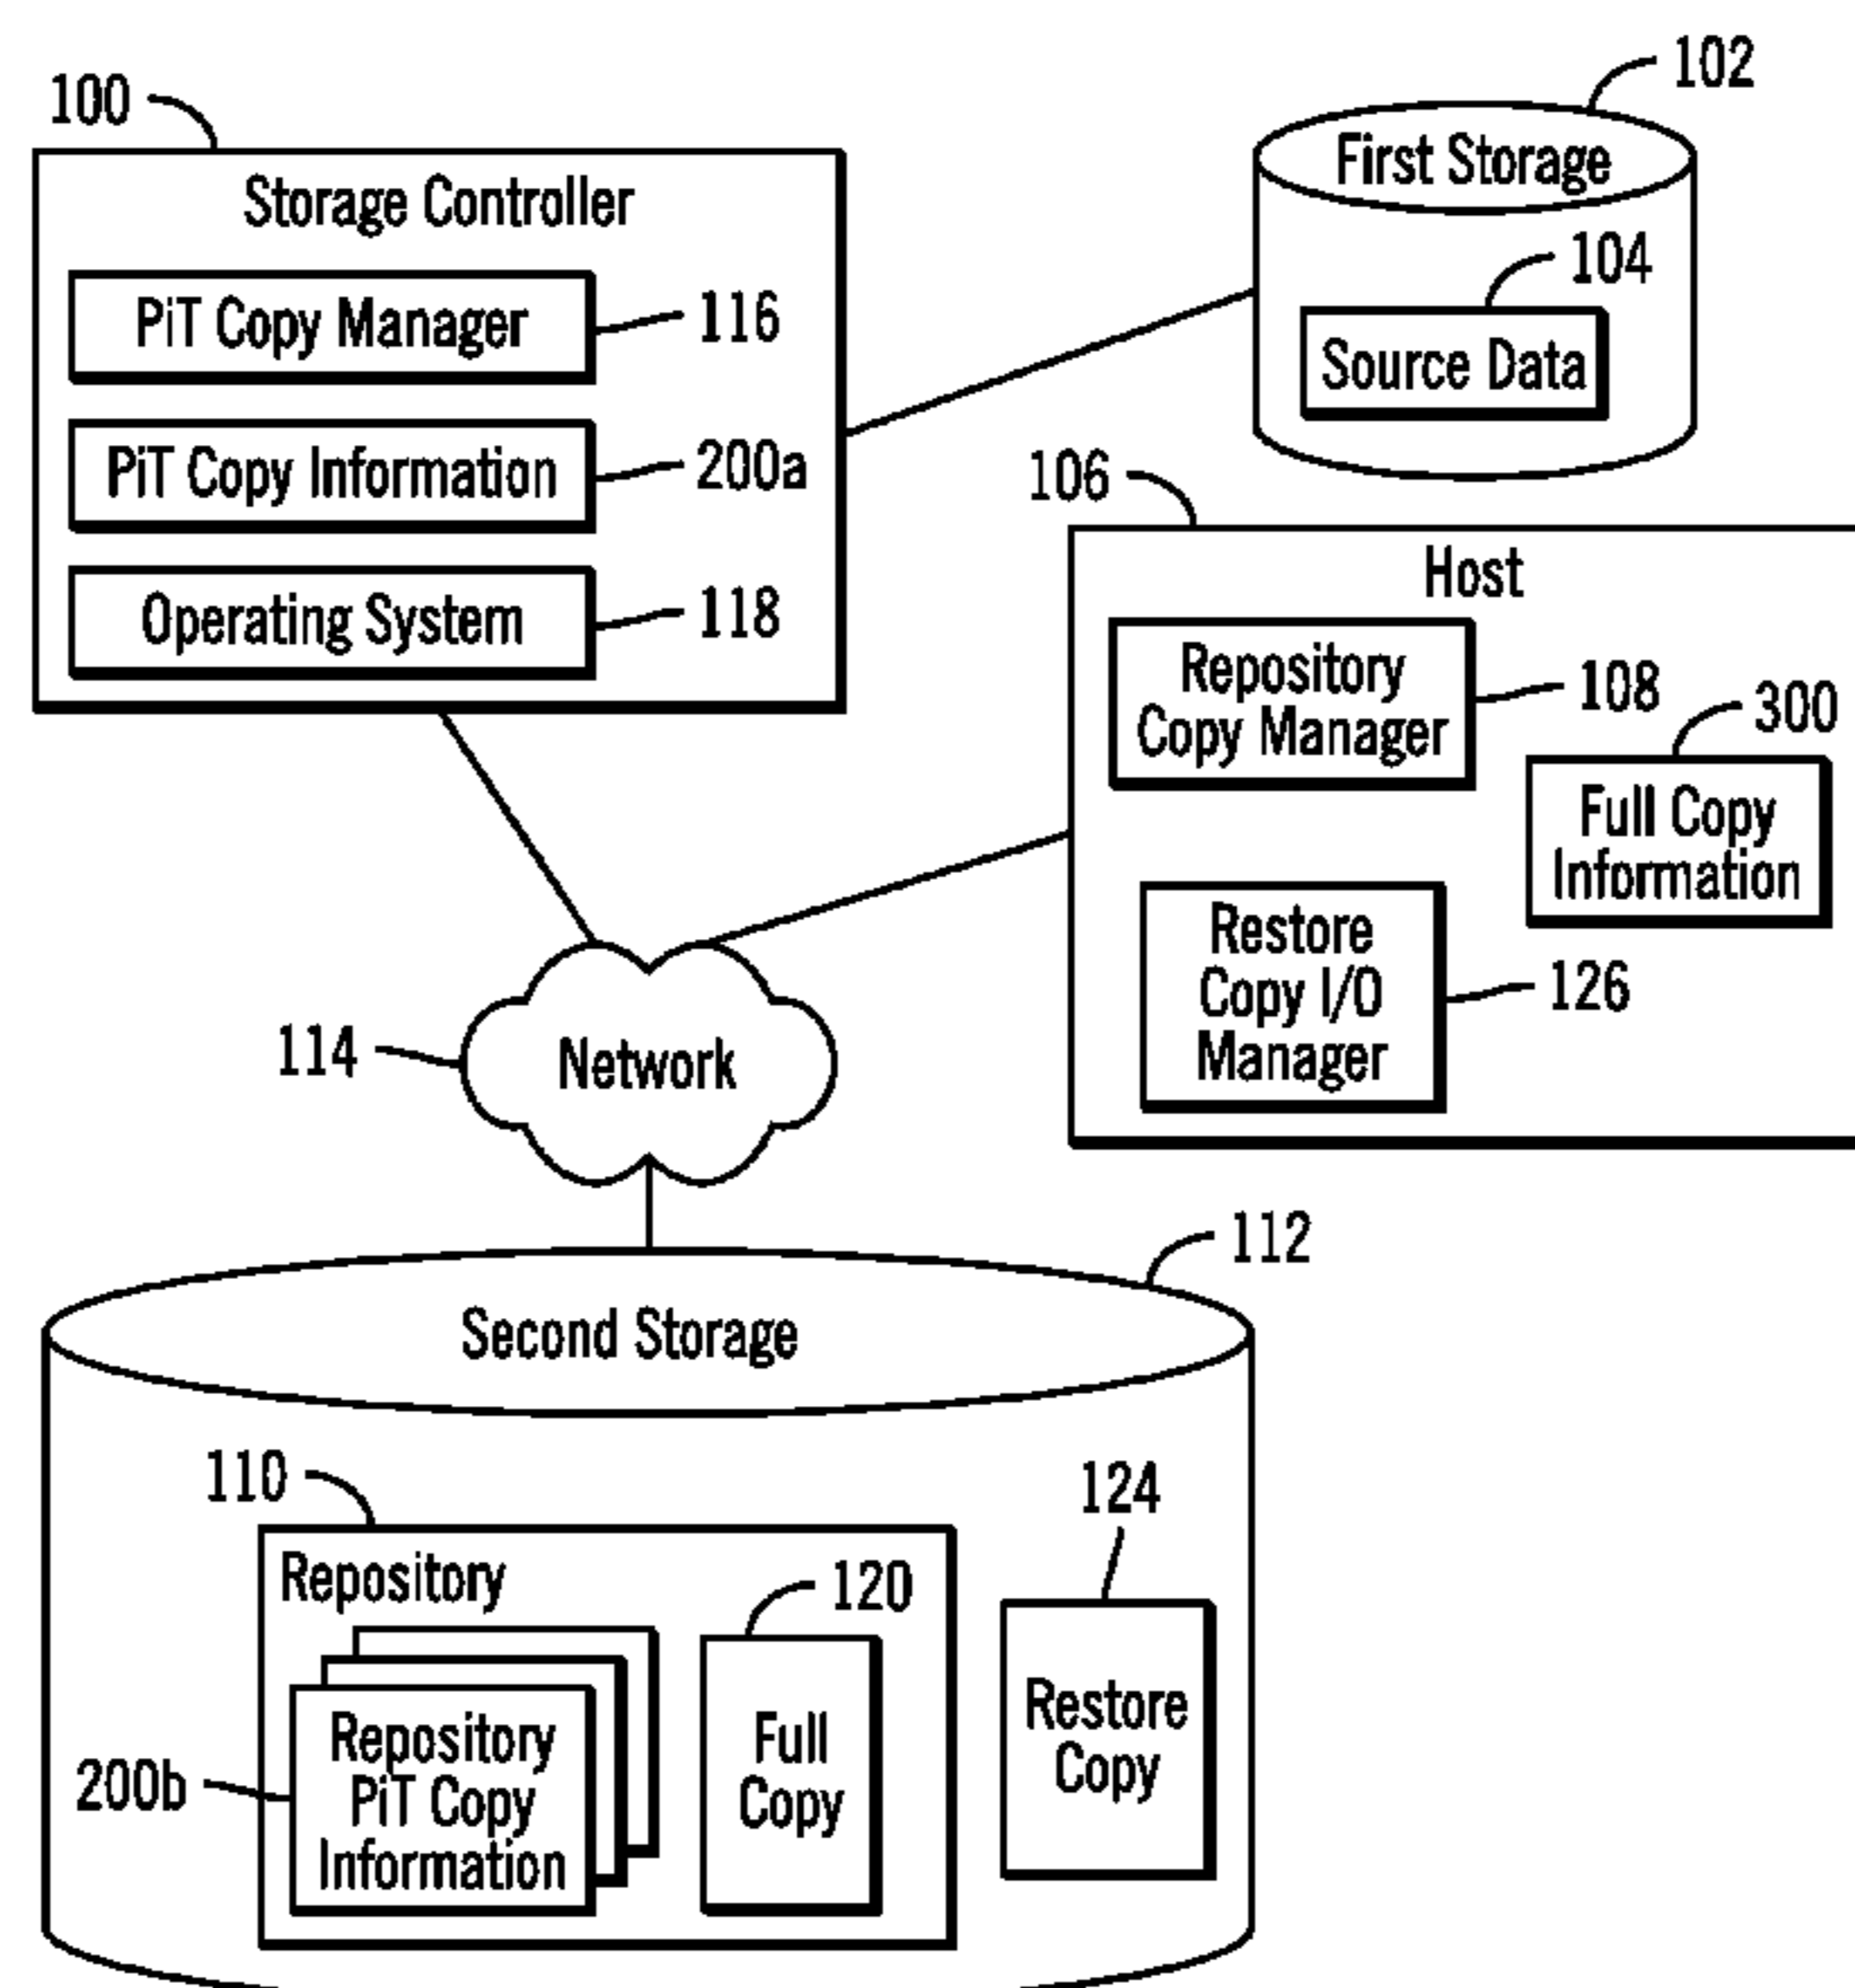 100
Storage Controller
PiT Copy Manager
116
PiT Copy Information
200a
Operating System
118
102
First Storage
104
Source Data
106
Host
Repository
Copy Manager
108
300
Full Copy
Information
Restore
Copy I/O
Manager
126
114
Network
112
Second Storage
110
Repository
120
124
200b
Repository
PiT Copy
Information
Full
Copy
Restore
Copy